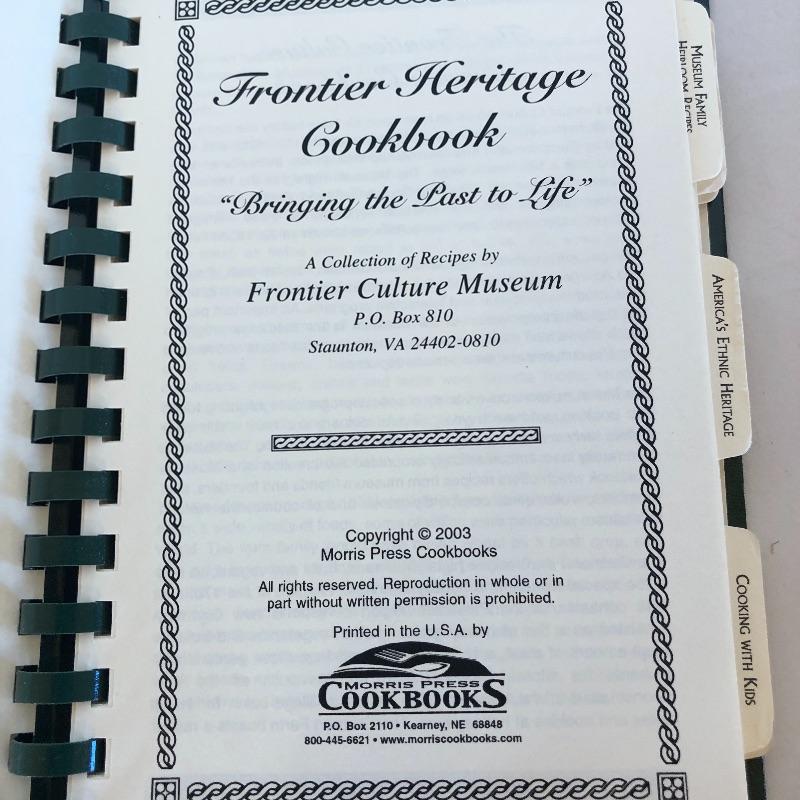 Frontier Heritage
Cookbook
“Bringing the Past to Life”
A Collection of Recipes by
Frontier Culture Museum
P.O. Box 810
Staunton, VA 24402-0810
Copyright © 2003
Morris Press Cookbooks
All rights reserved. Reproduction in whole or in
part without written permission is prohibited.
Printed in the U.S.A. by
MORRIS PRESS
COOKBOOKS
P.O. Box 2110 • Kearney, NE 68848
800-445-6621 • www.morriscookbooks.com
MUSEUM FAMILY
HEIRLOOM RECIPES
AMERICA'S ETHNIC HERITAGE
COOKING WITH KIDS